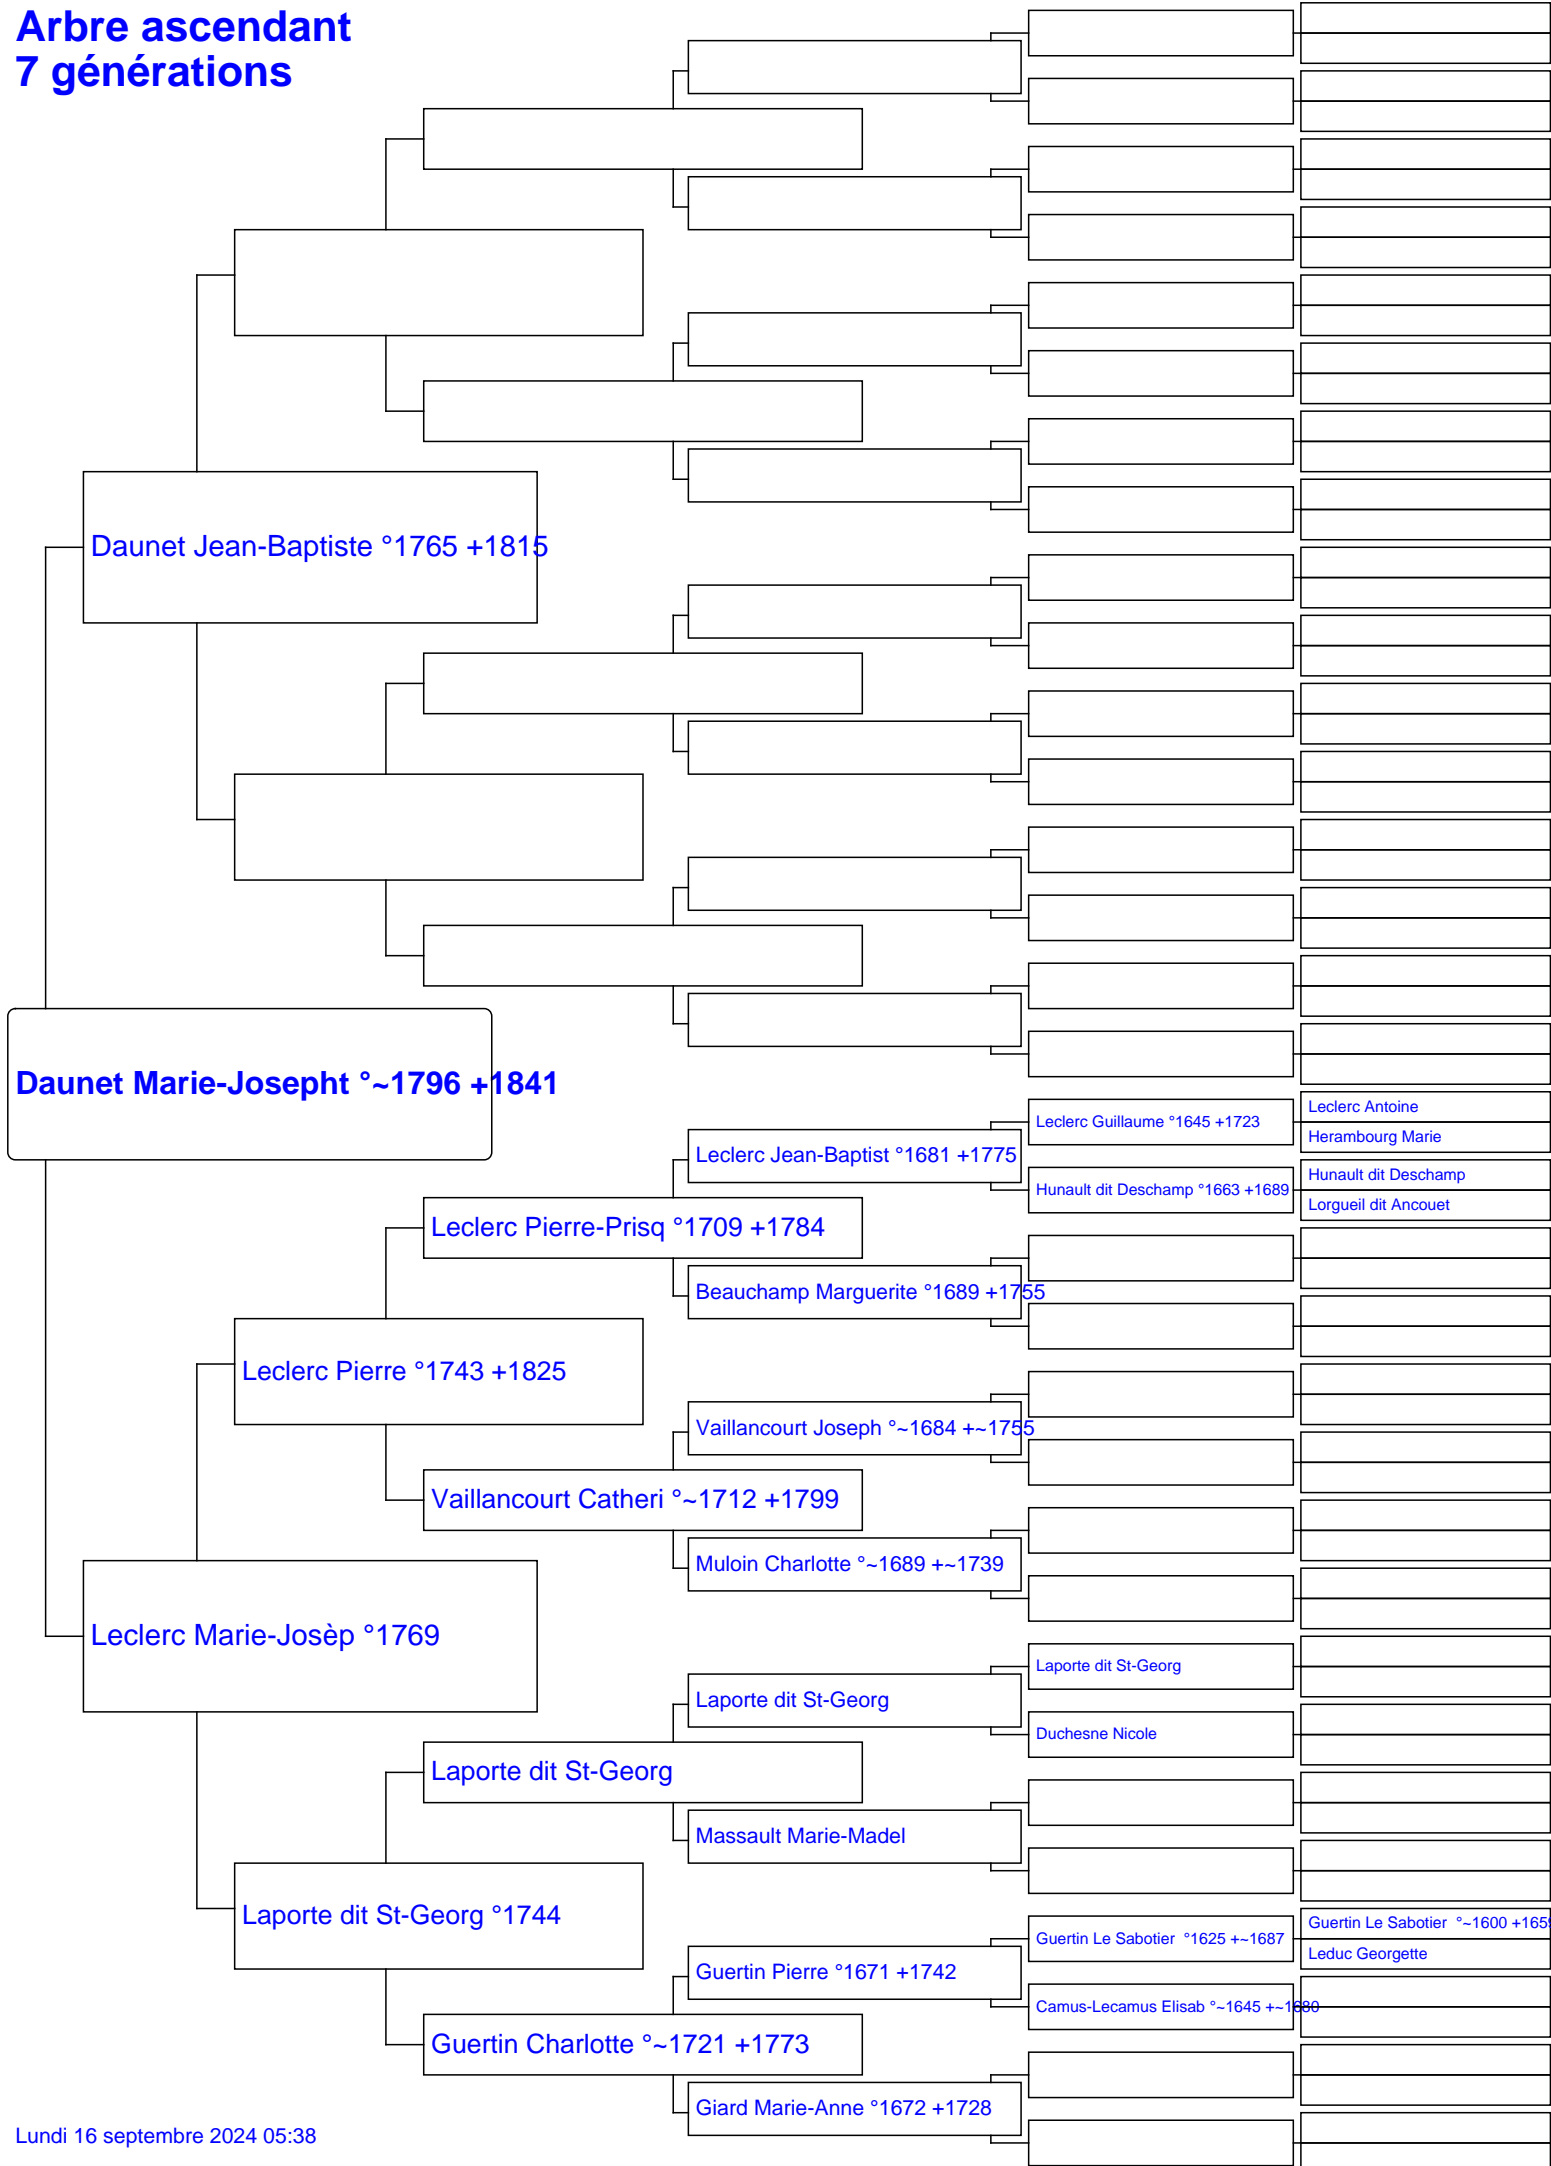 Arbre ascendant
7 générations
Daunet Jean-Baptiste °1765 +1815
Daunet Marie-Josepht °~1796 +1841
Leclerc Antoine
Leclerc Guillaume °1645 +1723
Herambourg Marie
Leclerc Jean-Baptist °1681 +1775
Hunault dit Deschamp
Hunault dit Deschamp °1663 +1689
Lorgueil dit Ancouet
Leclerc Pierre-Prisq °1709 +1784
Beauchamp Marguerite °1689 +1755
Leclerc Pierre °1743 +1825
Vaillancourt Joseph °~1684 +~1755
Vaillancourt Catheri °~1712 +1799
Muloin Charlotte °~1689 +~1739
Leclerc Marie-Josèp °1769
Laporte dit St-Georg
Laporte dit St-Georg
Duchesne Nicole
Laporte dit St-Georg
Massault Marie-Madel
Laporte dit St-Georg °1744
Guertin Le Sabotier °~1600 +1659
Guertin Le Sabotier °1625 +~1687
Leduc Georgette
Guertin Pierre °1671 +1742
Camus-Lecamus Elisab °~1645 +~1680
Guertin Charlotte °~1721 +1773
Giard Marie-Anne °1672 +1728
Lundi 16 septembre 2024 05:38